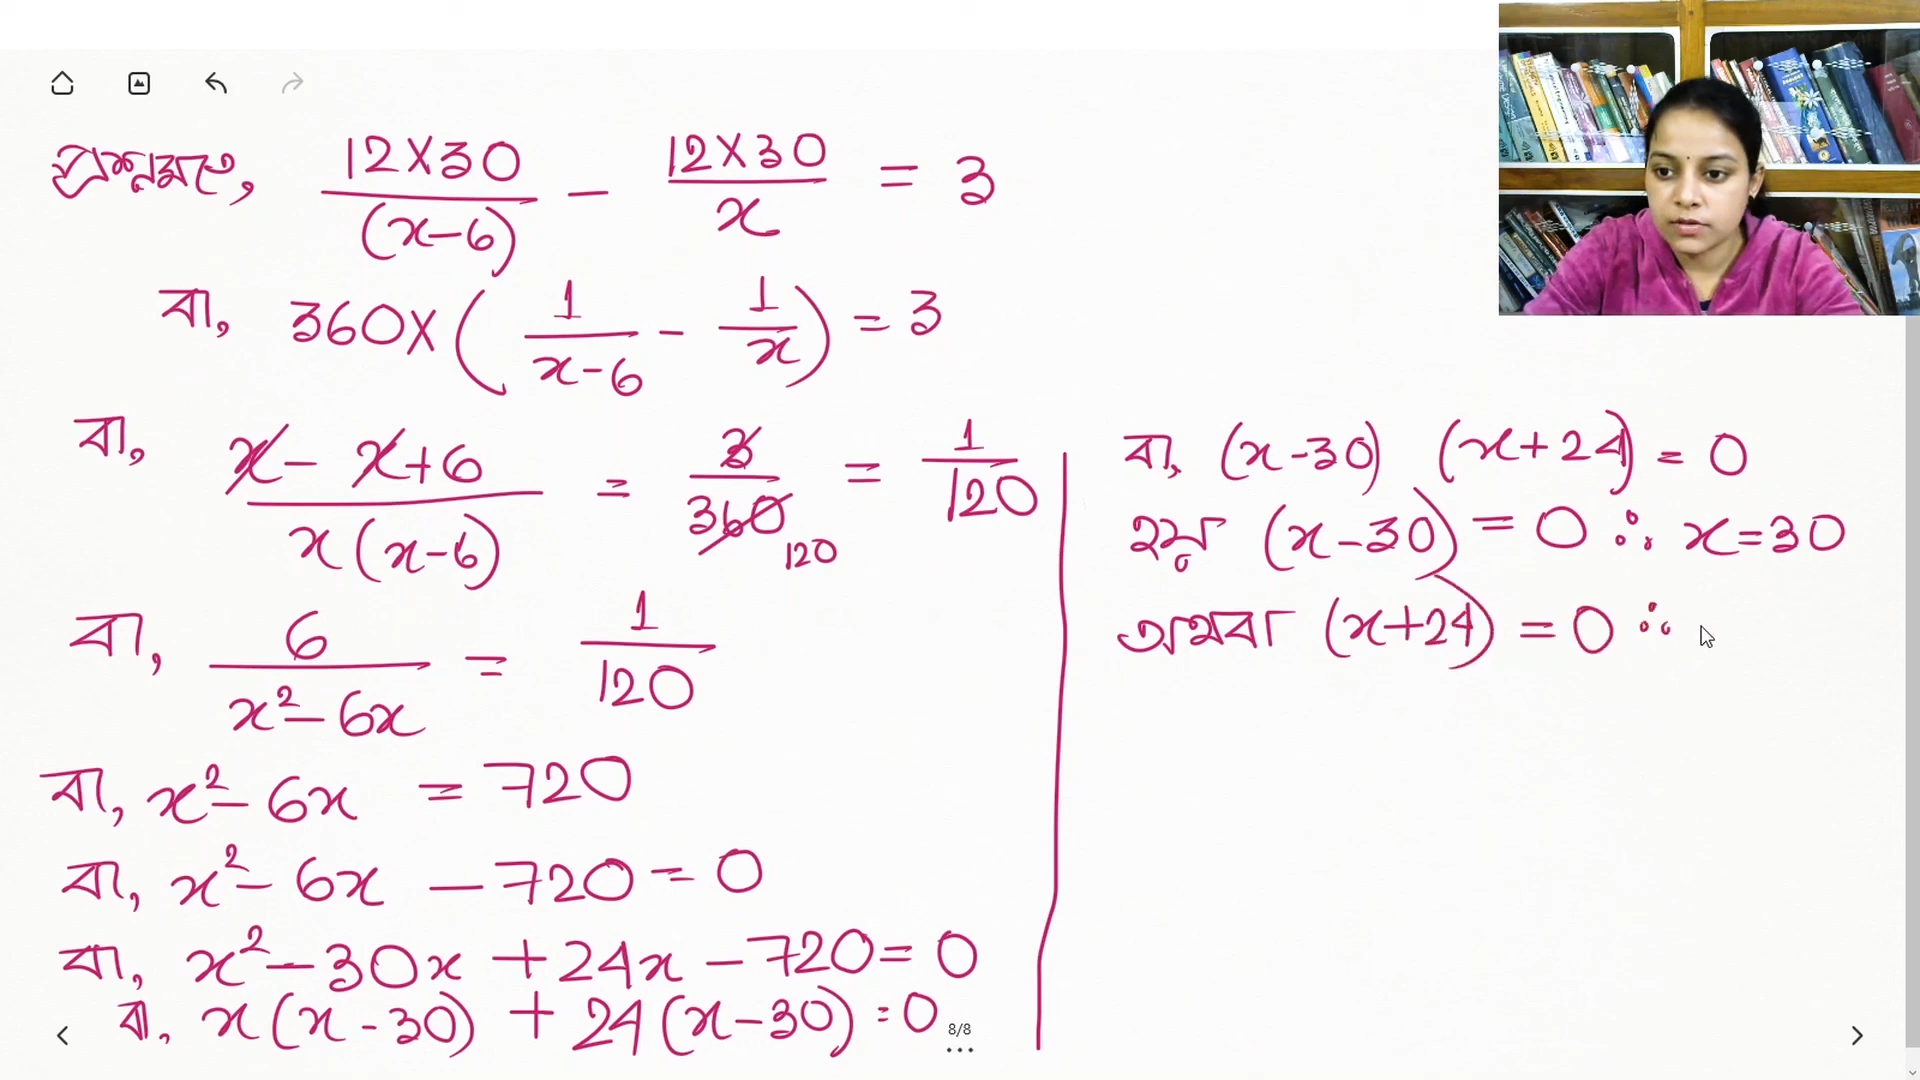 প্রশ্নমতে, 12×30/(x-6) - 12×30/x = 3
বা, 360×(1/x-6 - 1/x) = 3
বা, x - x+6/x(x-6) = 3/360 120 = 1/120
বা, 6/x²-6x = 1/120
বা, x²-6x = 720
বা, x²-6x -720=0
বা, x²-30x +24x -720=0
বা, x(x-30) + 24(x-30) =0
8/8
বা, (x-30) (x+24) = 0
হয় (x-30) = 0 ∴ x=30
অথবা (x+24) = 0 ∴